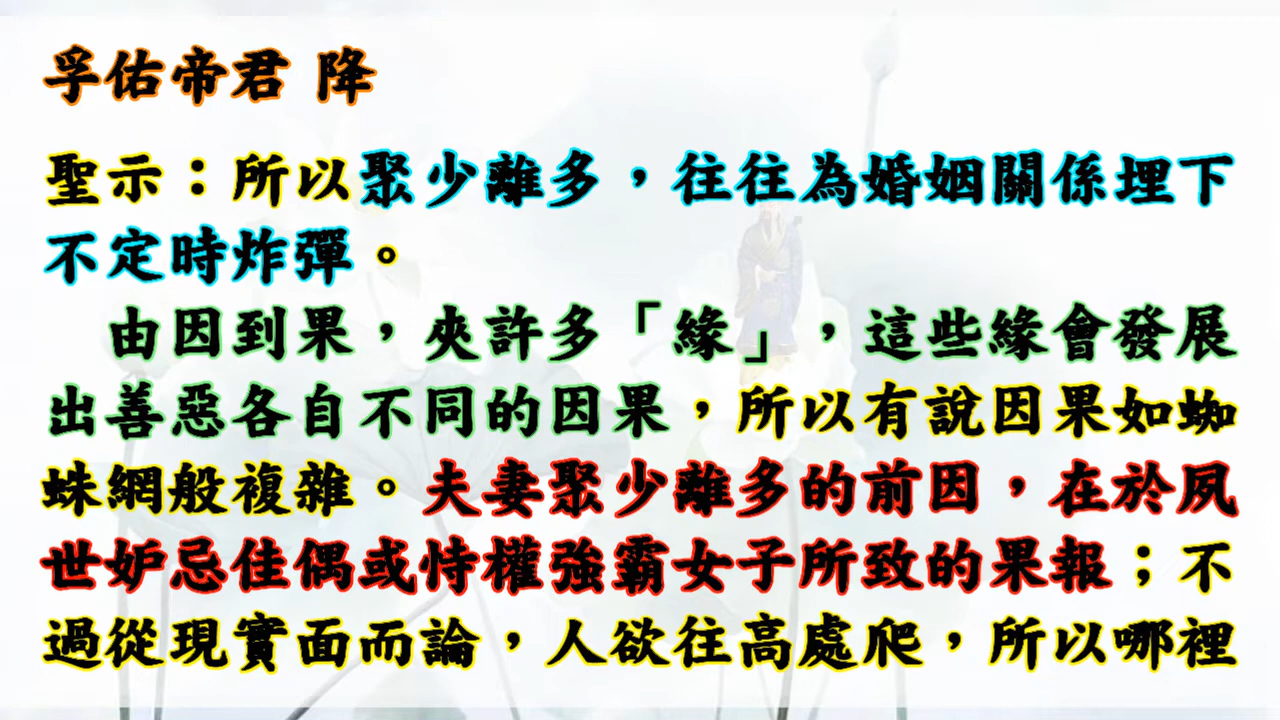 孚佑帝君 降
聖示：所以聚少離多，往往為婚姻關係埋下
不定時炸彈。
由因到果，夾許多「緣」，這些緣會發展
出善惡各自不同的因果，所以有說因果如蜘
蛛網般複雜。夫妻聚少離多的前因，在於夙
世妒忌佳偶或恃權強霸女子所致的果報；不
過從現實面而論，人欲往高處爬，所以哪裡